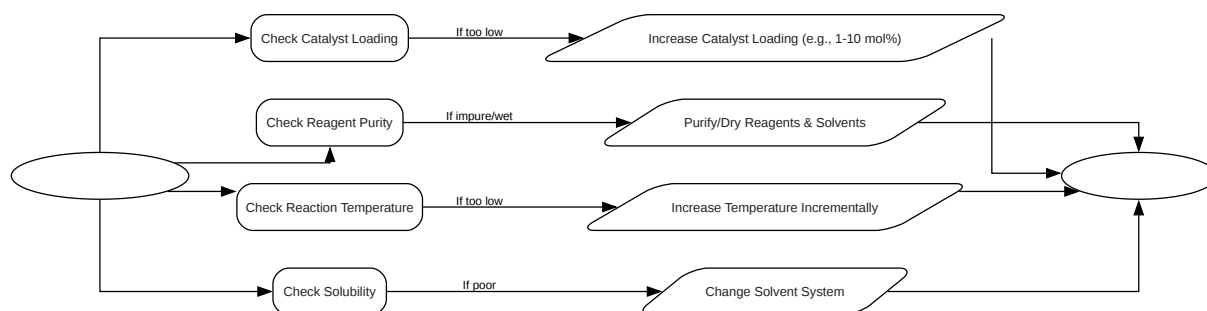 Check Catalyst Loading
If too low
Increase Catalyst Loading (e.g., 1-10 mol%)
Check Reagent Purity
If impure/wet
Purify/Dry Reagents & Solvents
Check Reaction Temperature
If too low
Increase Temperature Incrementally
Check Solubility
If poor
Change Solvent System